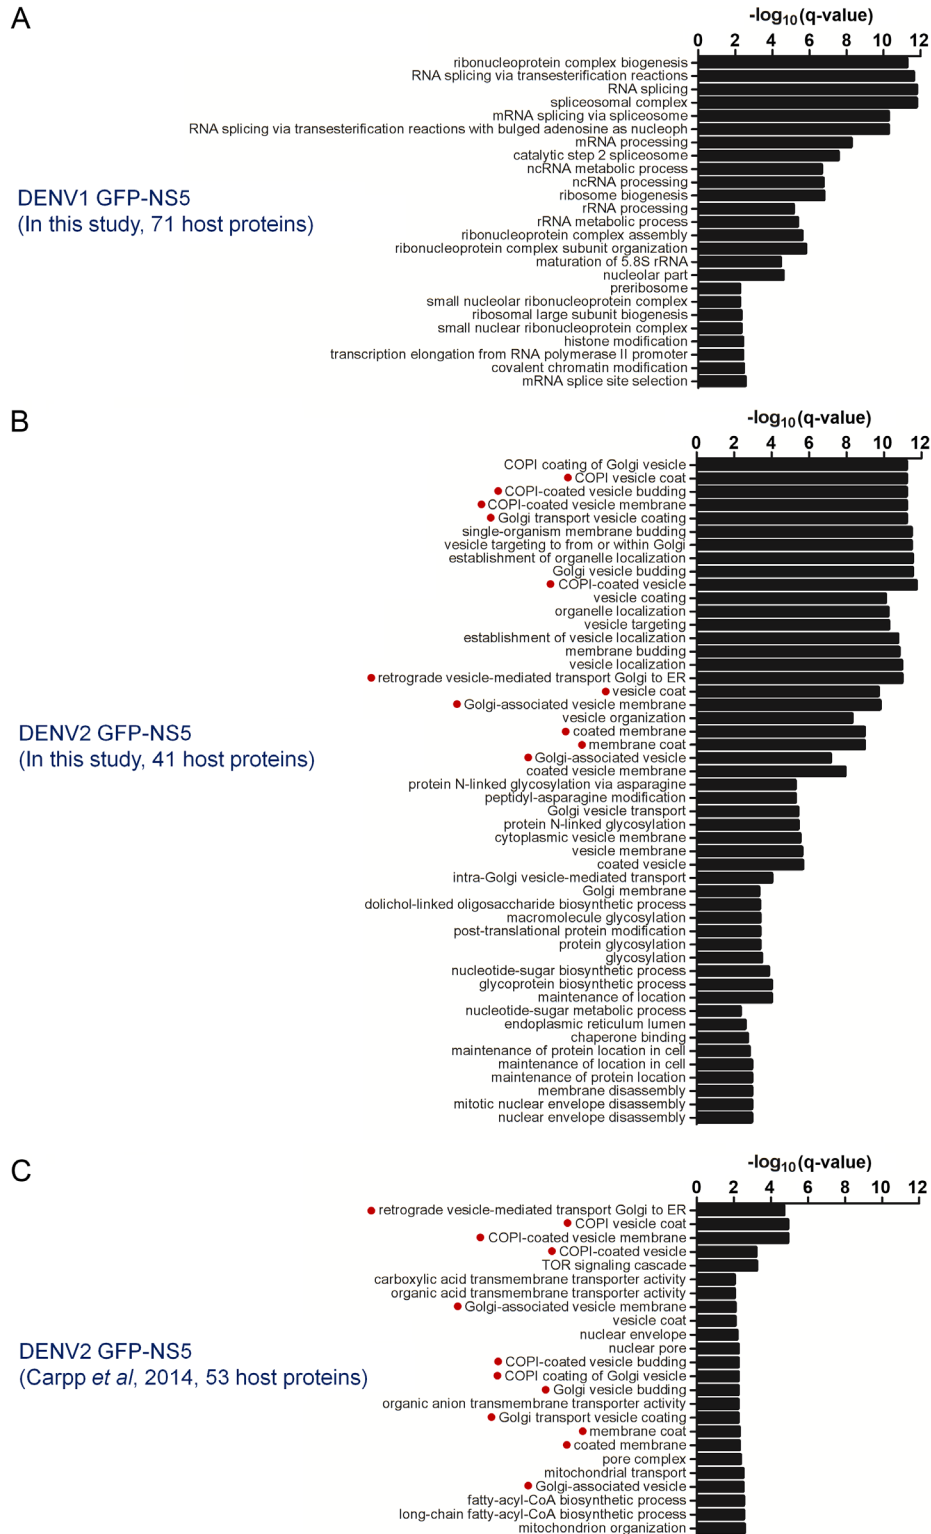 A
-log10(q-value)
0 2 4 6 8 10 12
ribonucleoprotein complex biogenesis
RNA splicing via transesterification reactions
RNA splicing
spliceosomal complex
mRNA splicing via spliceosome
RNA splicing via transesterification reactions with bulged adenosine as nucleoph
mRNA processing
catalytic step 2 spliceosome
ncRNA metabolic process
ncRNA processing
ribosome biogenesis
rRNA processing
rRNA metabolic process
ribonucleoprotein complex assembly
ribonucleoprotein complex subunit organization
maturation of 5.8S rRNA
nucleolar part
preribosome
small nucleolar ribonucleoprotein complex
ribosomal large subunit biogenesis
small nuclear ribonucleoprotein complex
histone modification
transcription elongation from RNA polymerase II promoter
covalent chromatin modification
mRNA splice site selection
DENV1 GFP-NS5
(In this study, 71 host proteins)
B
-log10(q-value)
0 2 4 6 8 10 12
COPI coating of Golgi vesicle
COPI vesicle coat
COPI-coated vesicle budding
COPI-coated vesicle membrane
Golgi transport vesicle coating
single-organism membrane budding
vesicle targeting to from or within Golgi
establishment of organelle localization
Golgi vesicle budding
COPI-coated vesicle
vesicle coating
organelle localization
vesicle targeting
establishment of vesicle localization
membrane budding
vesicle localization
retrograde vesicle-mediated transport Golgi to ER
vesicle coat
Golgi-associated vesicle membrane
vesicle organization
coated membrane
membrane coat
Golgi-associated vesicle
coated vesicle membrane
protein N-linked glycosylation via asparagine
peptidyl-asparagine modification
Golgi vesicle transport
protein N-linked glycosylation
cytoplasmic vesicle membrane
vesicle membrane
coated vesicle
intra-Golgi vesicle-mediated transport
Golgi membrane
dolichol-linked oligosaccharide biosynthetic process
macromolecule glycosylation
post-translational protein modification
protein glycosylation
glycosylation
nucleotide-sugar biosynthetic process
glycoprotein biosynthetic process
maintenance of location
nucleotide-sugar metabolic process
endoplasmic reticulum lumen
chaperone binding
maintenance of protein location in cell
maintenance of location in cell
maintenance of protein location
membrane disassembly
mitotic nuclear envelope disassembly
nuclear envelope disassembly
DENV2 GFP-NS5
(In this study, 41 host proteins)
C
-log10(q-value)
0 2 4 6 8 10 12
retrograde vesicle-mediated transport Golgi to ER
COPI vesicle coat
COPI-coated vesicle membrane
COPI-coated vesicle
TOR signaling cascade
carboxylic acid transmembrane transporter activity
organic acid transmembrane transporter activity
Golgi-associated vesicle membrane
vesicle coat
nuclear envelope
nuclear pore
COPI-coated vesicle budding
COPI coating of Golgi vesicle
Golgi vesicle budding
organic anion transmembrane transporter activity
Golgi transport vesicle coating
membrane coat
coated membrane
pore complex
mitochondrial transport
Golgi-associated vesicle
fatty-acyl-CoA biosynthetic process
long-chain fatty-acyl-CoA biosynthetic process
mitochondrion organization
DENV2 GFP-NS5
(Carpp et al, 2014, 53 host proteins)